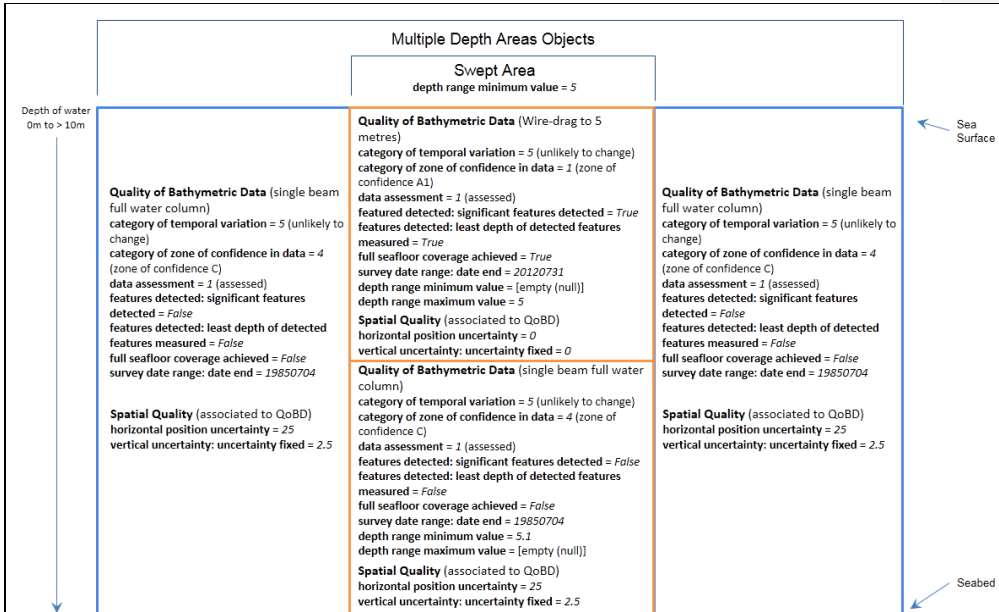 Multiple Depth Areas Objects
Swept Area
depth range minimum value = 5
Depth of water
0m to > 10m
Sea
Surface
Quality of Bathymetric Data (single beam
full water column)
category of temporal variation = 5 (unlikely to
change)
category of zone of confidence in data = 4
(zone of confidence C)
data assessment = 1 (assessed)
features detected: significant features
detected = False
features detected: least depth of detected
features measured = False
full seafloor coverage achieved = False
survey date range: date end = 19850704
Spatial Quality (associated to QoBD)
horizontal position uncertainty = 25
vertical uncertainty: uncertainty fixed = 2.5
Quality of Bathymetric Data (Wire-drag to 5
metres)
category of temporal variation = 5 (unlikely to change)
category of zone of confidence in data = 1 (zone of
confidence A1)
data assessment = 1 (assessed)
featured detected: significant features detected = True
features detected: least depth of detected features
measured = True
full seafloor coverage achieved = True
survey date range: date end = 20120731
depth range minimum value = [empty (null)]
depth range maximum value = 5
Spatial Quality (associated to QoBD)
horizontal position uncertainty = 0
vertical uncertainty: uncertainty fixed = 0
Quality of Bathymetric Data (single beam full water
column)
category of temporal variation = 5 (unlikely to change)
category of zone of confidence in data = 4 (zone of
confidence C)
data assessment = 1 (assessed)
features detected: significant features detected = False
features detected: least depth of detected features
measured = False
full seafloor coverage achieved = False
survey date range: date end = 19850704
depth range minimum value = 5.1
depth range maximum value = [empty (null)]
Spatial Quality (associated to QoBD)
horizontal position uncertainty = 25
vertical uncertainty: uncertainty fixed = 2.5
Quality of Bathymetric Data (single beam
full water column)
category of temporal variation = 5 (unlikely to
change)
category of zone of confidence in data = 4
(zone of confidence C)
data assessment = 1 (assessed)
features detected: significant features
detected = False
features detected: least depth of detected
features measured = False
full seafloor coverage achieved = False
survey date range: date end = 19850704
Spatial Quality (associated to QoBD)
horizontal position uncertainty = 25
vertical uncertainty: uncertainty fixed = 2.5
Seabed